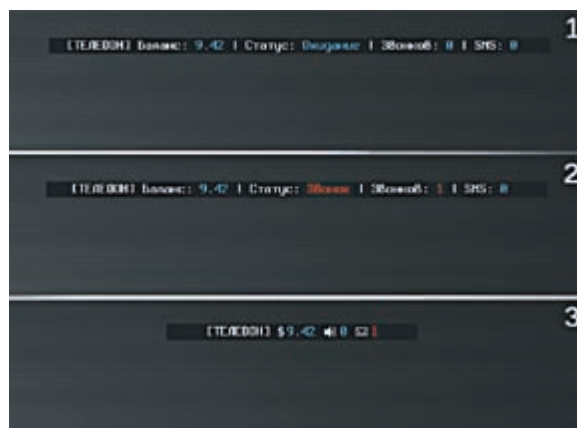 1
[ТЕЛЕФОН] Баланс: 9.42 | Статус: Ожидание | Звонков: 0 | SMS: 0
2
[ТЕЛЕФОН] Баланс: 9.42 | Статус: Звонок | Звонков: 1 | SMS: 0
3
[ТЕЛЕФОН] $9.42 0 1